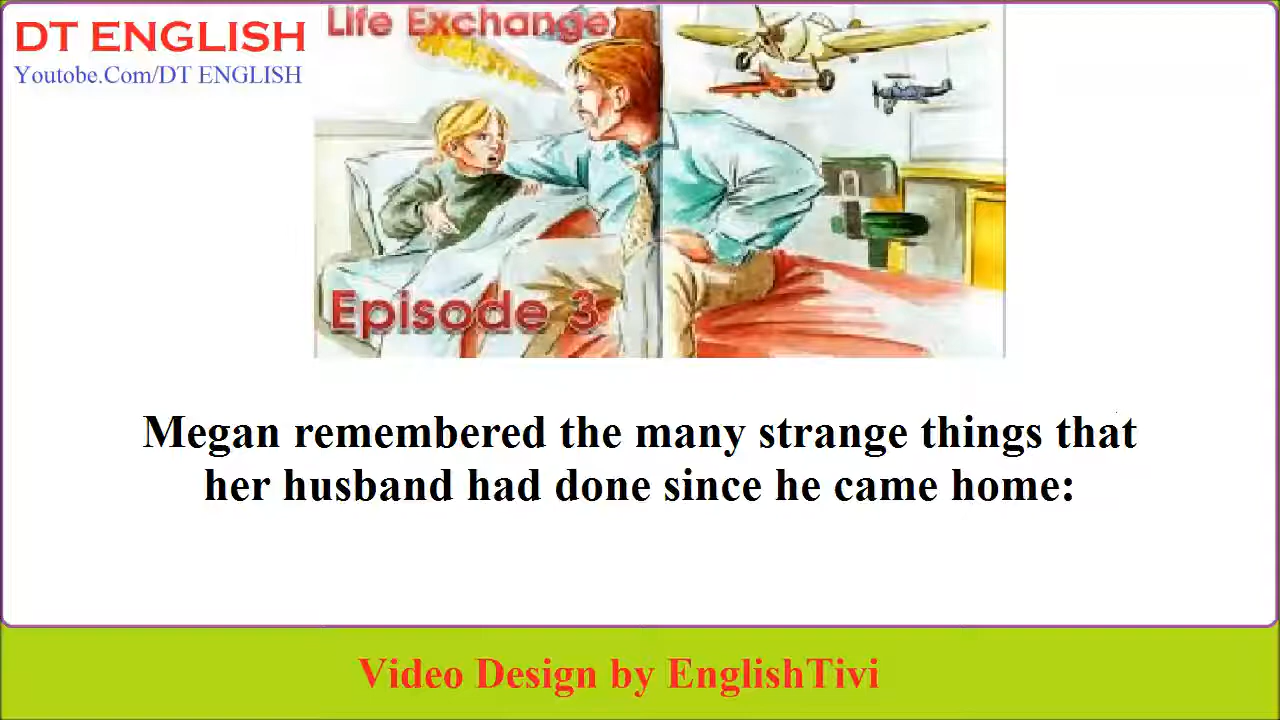 DT ENGLISH
Youtobe.Com/DT ENGLISH
Life Exchange
Episode 3
Megan remembered the many strange things that
her husband had done since he came home:
Video Design by EnglishTivi